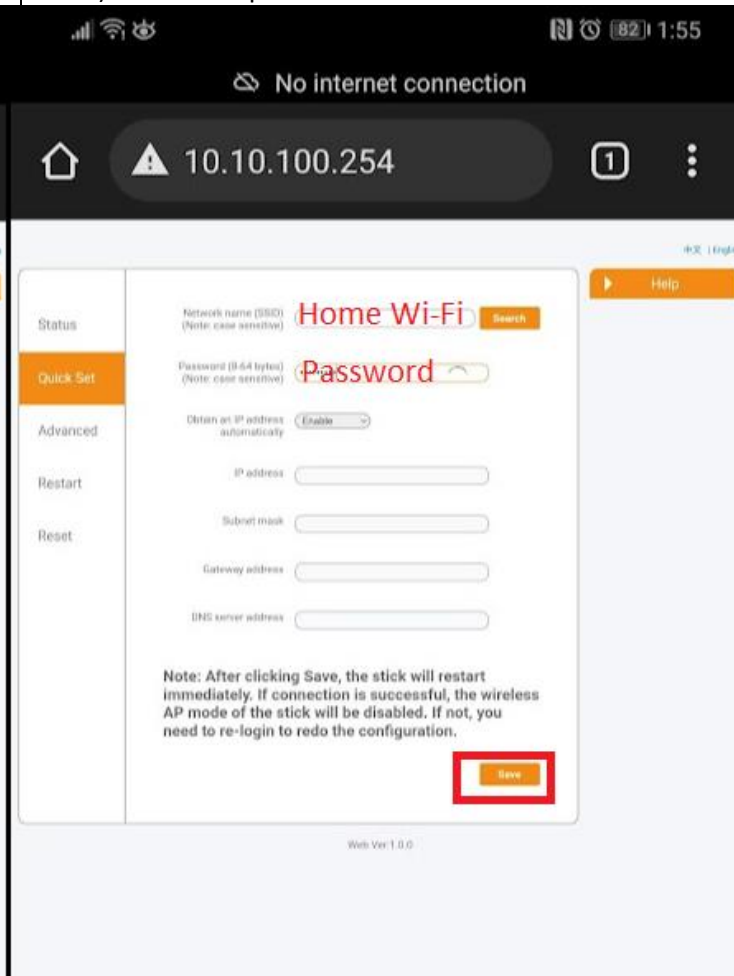 82 1:55
No internet connection
10.10.100.254
1
中文 | Engli
Help
Status
Quick Set
Advanced
Restart
Reset
Network name (SSID)
(Note: case sensitive)
Home Wi-Fi
Search
Password (8-64 bytes)
(Note: case sensitive)
Password
Obtain an IP address
automatically
Enable
IP address
Subnet mask
Gateway address
DNS server address
Note: After clicking Save, the stick will restart
immediately. If connection is successful, the wireless
AP mode of the stick will be disabled. If not, you
need to re-login to redo the configuration.
Save
Web Ver:1.0.0